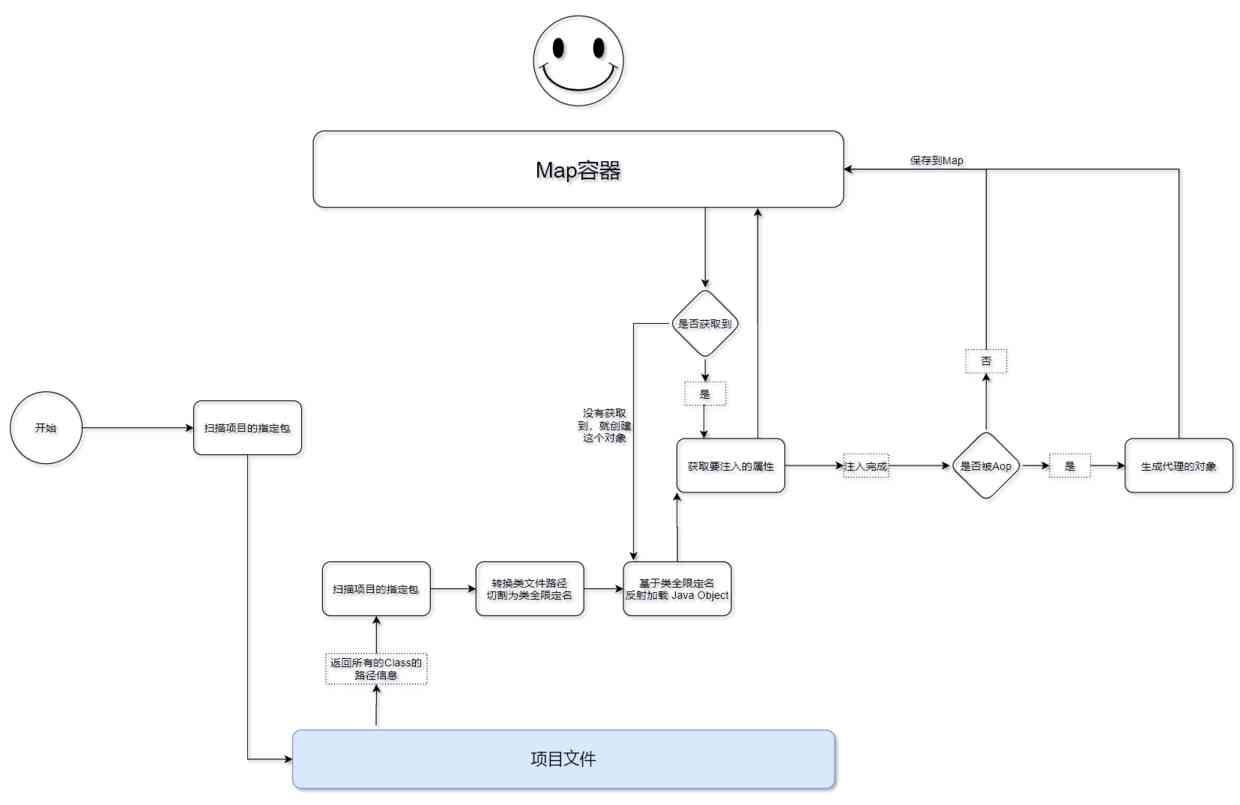 Map容器
保存到Map
是否获取到
否
是
没有获取
到，就创建
这个对象
开始
扫描项目的指定包
获取要注入的属性
注入完成
是否被Aop
是
生成代理的对象
扫描项目的指定包
转换类文件路径
切割为类全限定名
基于类全限定名
反射加载 Java Object
返回所有的Class的
路径信息
项目文件